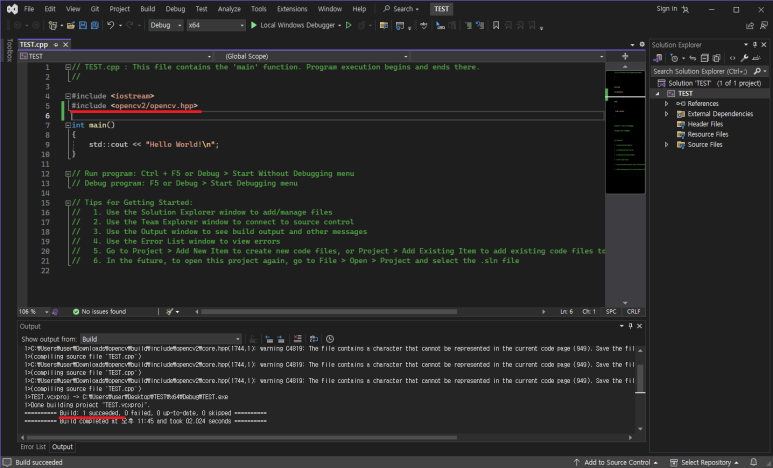 File Edit View Git Project Build Debug Test Analyze Tools Extensions Window Help Search TEST Sign in
Debug x64 Local Windows Debugger
Toolbox
TEST.cpp
TEST (Global Scope)
1 // TEST.cpp : This file contains the 'main' function. Program execution begins and ends there.
2 //
3
4 #include <iostream>
5 #include <opencv2/opencv.hpp>
6
7 int main()
8 {
9 std::cout << "Hello World!\n";
10 }
11
12 // Run program: Ctrl + F5 or Debug > Start Without Debugging menu
13 // Debug program: F5 or Debug > Start Debugging menu
14
15 // Tips for Getting Started:
16 // 1. Use the Solution Explorer window to add/manage files
17 // 2. Use the Team Explorer window to connect to source control
18 // 3. Use the Output window to see build output and other messages
19 // 4. Use the Error List window to view errors
20 // 5. Go to Project > Add New Item to create new code files, or Project > Add Existing Item to add existing code files to
21 // 6. In the future, to open this project again, go to File > Open > Project and select the .sln file
22
106 % No issues found Ln: 6 Ch: 1 SPC CRLF
Solution Explorer
Search Solution Explorer (Ctrl+;)
Solution 'TEST' (1 of 1 project)
TEST
References
External Dependencies
Header Files
Resource Files
Source Files
Output
Show output from: Build
1>C:₩Users₩user₩Downloads₩opencv₩build₩include₩opencv2₩core.hpp(1744,1): warning C4819: The file contains a character that cannot be represented in the current code page (949). Save the fil
1>(compiling source file 'TEST.cpp')
1>C:₩Users₩user₩Downloads₩opencv₩build₩include₩opencv2₩core.hpp(1744,1): warning C4819: The file contains a character that cannot be represented in the current code page (949). Save the fil
1>(compiling source file 'TEST.cpp')
1>C:₩Users₩user₩Downloads₩opencv₩build₩include₩opencv2₩core.hpp(1744,1): warning C4819: The file contains a character that cannot be represented in the current code page (949). Save the fil
1>(compiling source file 'TEST.cpp')
1>TEST.vcxproj -> C:₩Users₩user₩Desktop₩TEST₩x64₩Debug₩TEST.exe
1>Done building project "TEST.vcxproj".
========== Build: 1 succeeded, 0 failed, 0 up-to-date, 0 skipped ==========
========== Build completed at 오후 11:45 and took 02.024 seconds ==========
Error List Output
Build succeeded Add to Source Control Select Repository